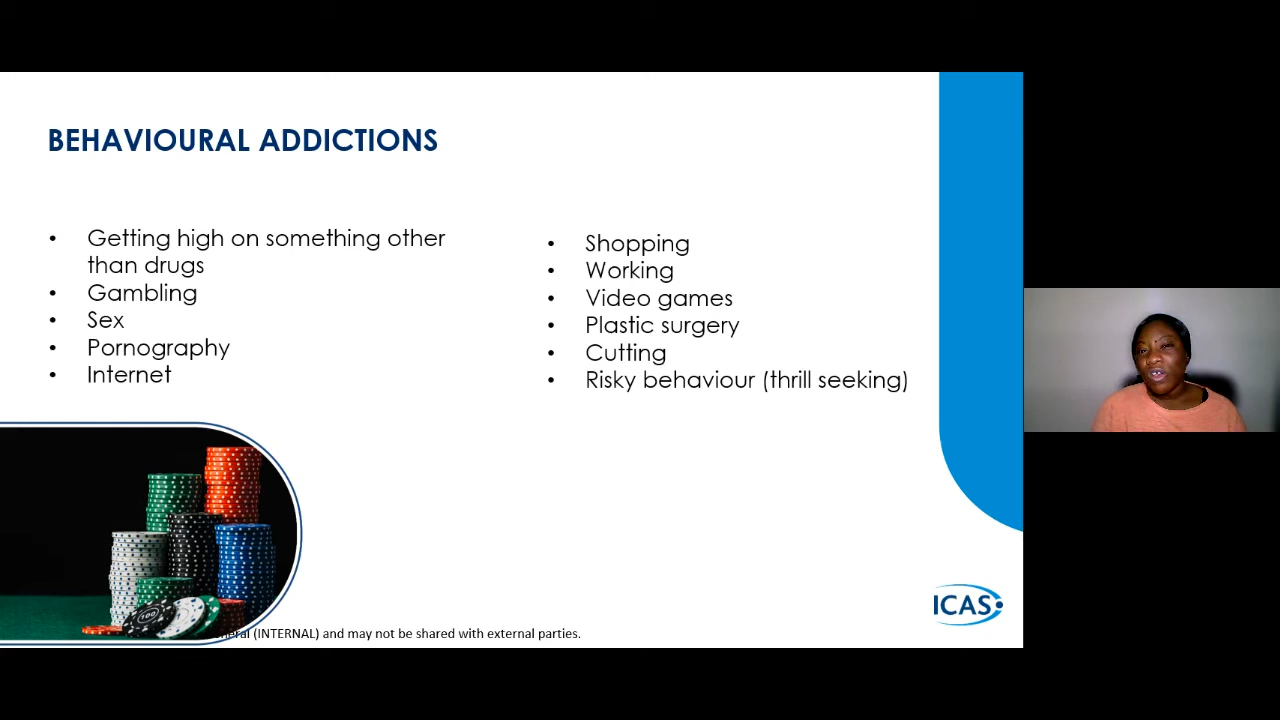 BEHAVIOURAL ADDICTIONS
• Getting high on something other
than drugs
• Gambling
• Sex
• Pornography
• Internet
• Shopping
• Working
• Video games
• Plastic surgery
• Cutting
• Risky behaviour (thrill seeking)
100
ICAS
(INTERNAL) and may not be shared with external parties.